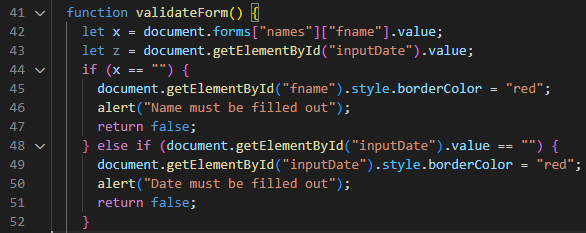 41 function validateForm() {
42 let x = document.forms["names"]["fname"].value;
43 let z = document.getElementById("inputDate").value;
44 if (x == "") {
45 document.getElementById("fname").style.borderColor = "red";
46 alert("Name must be filled out");
47 return false;
48 } else if (document.getElementById("inputDate").value == "") {
49 document.getElementById("inputDate").style.borderColor = "red";
50 alert("Date must be filled out");
51 return false;
52 }